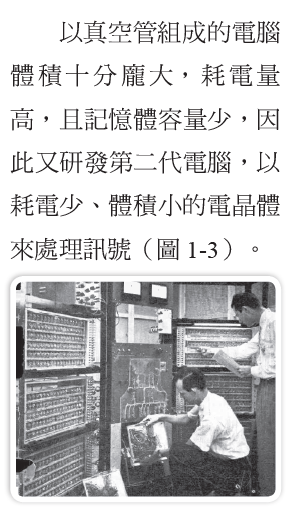 以真空管組成的電腦
體積十分龐大，耗電量
高，且記憶體容量少，因
此又研發第二代電腦，以
耗電少、體積小的電晶體
來處理訊號（圖 1-3）。